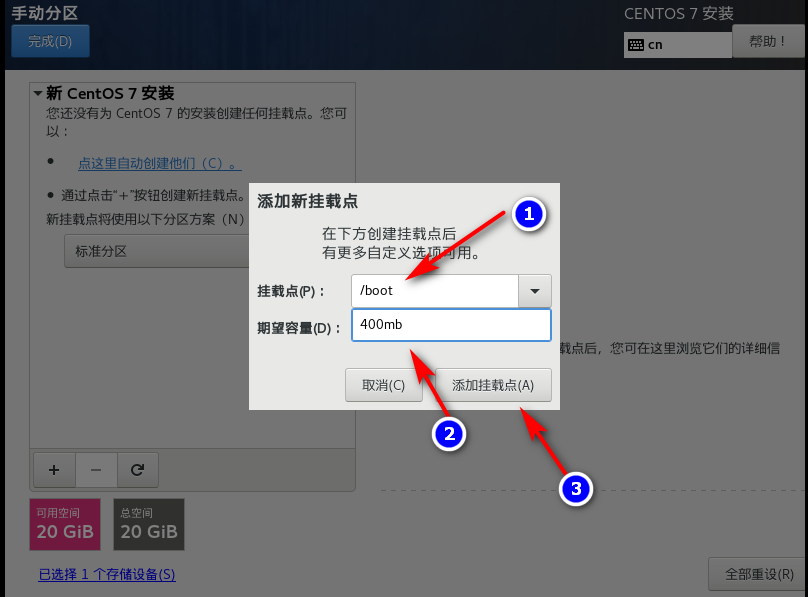 手动分区
CENTOS 7 安装
完成(D)
cn
帮助！
新 CentOS 7 安装
您还没有为 CentOS 7 的安装创建任何挂载点。您可
以：
点这里自动创建他们（C）。
通过点击“+”按钮创建新挂载点。
新挂载点将使用以下分区方案（N）
标准分区
添加新挂载点
1
在下方创建挂载点后
有更多自定义选项可用。
挂载点(P)：
/boot
期望容量(D)：
400mb
载点后，您可在这里浏览它们的详细信
取消(C)
添加挂载点(A)
2
3
+
−
可用空间
20 GiB
总空间
20 GiB
已选择 1 个存储设备(S)
全部重设(R)